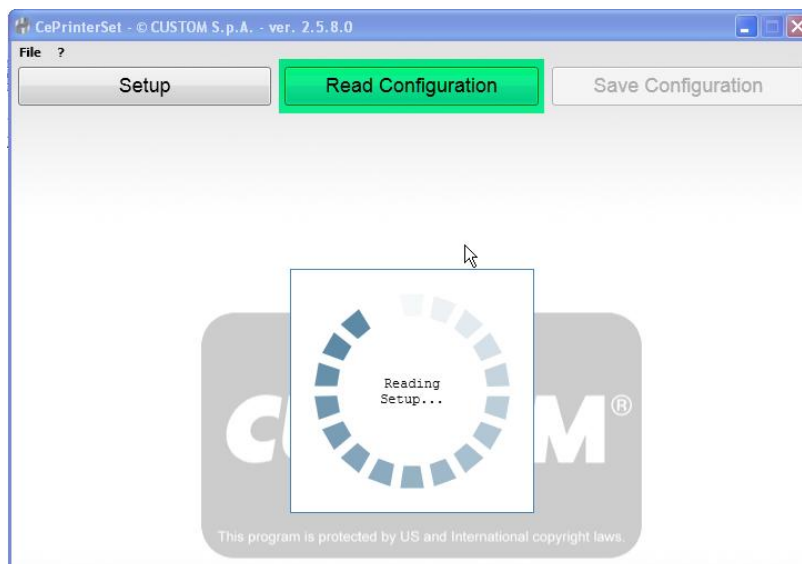 CePrinterSet - © CUSTOM S.p.A. - ver. 2.5.8.0
File ?
Setup Read Configuration Save Configuration
Reading
Setup...
®
This program is protected by US and International copyright laws.